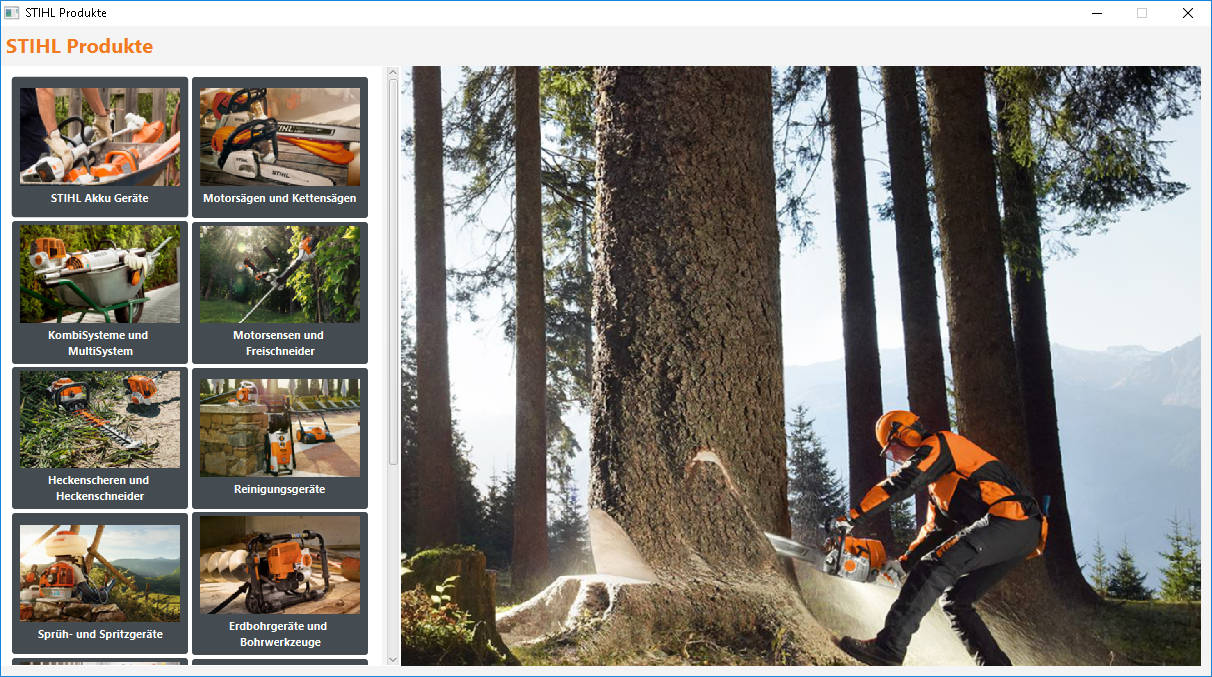 STIHL Produkte
STIHL Produkte
STIHL Akku Geräte
Motorsägen und Kettensägen
KombiSysteme und
MultiSystem
Motorsensen und
Freischneider
Heckenscheren und
Heckenschneider
Reinigungsgeräte
Sprüh- und Spritzgeräte
Erdbohrgeräte und
Bohrwerkzeuge